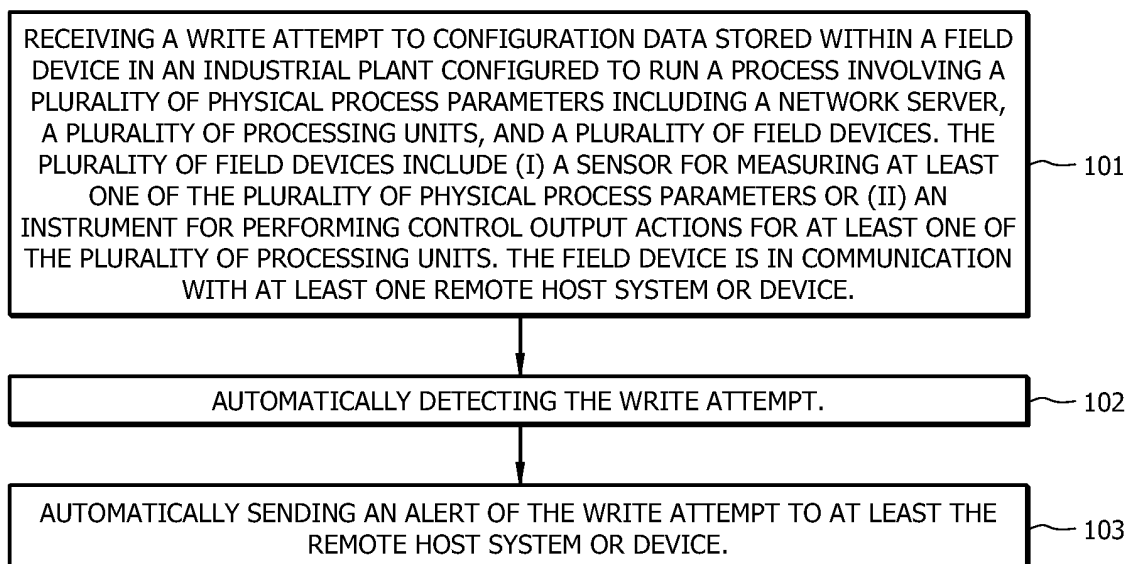 RECEIVING A WRITE ATTEMPT TO CONFIGURATION DATA STORED WITHIN A FIELD
DEVICE IN AN INDUSTRIAL PLANT CONFIGURED TO RUN A PROCESS INVOLVING A
PLURALITY OF PHYSICAL PROCESS PARAMETERS INCLUDING A NETWORK SERVER,
A PLURALITY OF PROCESSING UNITS, AND A PLURALITY OF FIELD DEVICES. THE
PLURALITY OF FIELD DEVICES INCLUDE (I) A SENSOR FOR MEASURING AT LEAST
ONE OF THE PLURALITY OF PHYSICAL PROCESS PARAMETERS OR (II) AN
INSTRUMENT FOR PERFORMING CONTROL OUTPUT ACTIONS FOR AT LEAST ONE OF
THE PLURALITY OF PROCESSING UNITS. THE FIELD DEVICE IS IN COMMUNICATION
WITH AT LEAST ONE REMOTE HOST SYSTEM OR DEVICE.
101
AUTOMATICALLY DETECTING THE WRITE ATTEMPT.
102
AUTOMATICALLY SENDING AN ALERT OF THE WRITE ATTEMPT TO AT LEAST THE
REMOTE HOST SYSTEM OR DEVICE.
103